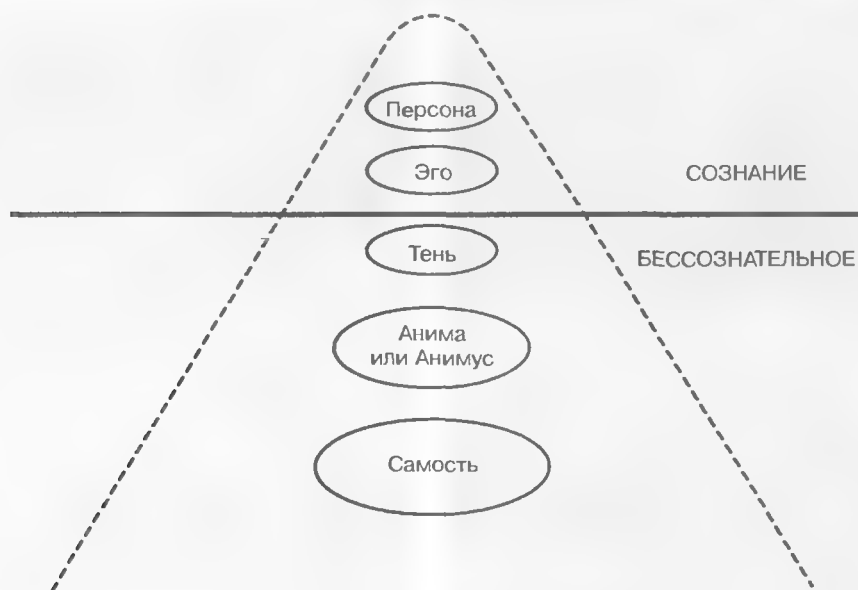 Персона
Эго
СОЗНАНИЕ
Тень
БЕССОЗНАТЕЛЬНОЕ
Анима
или Анимус
Самость